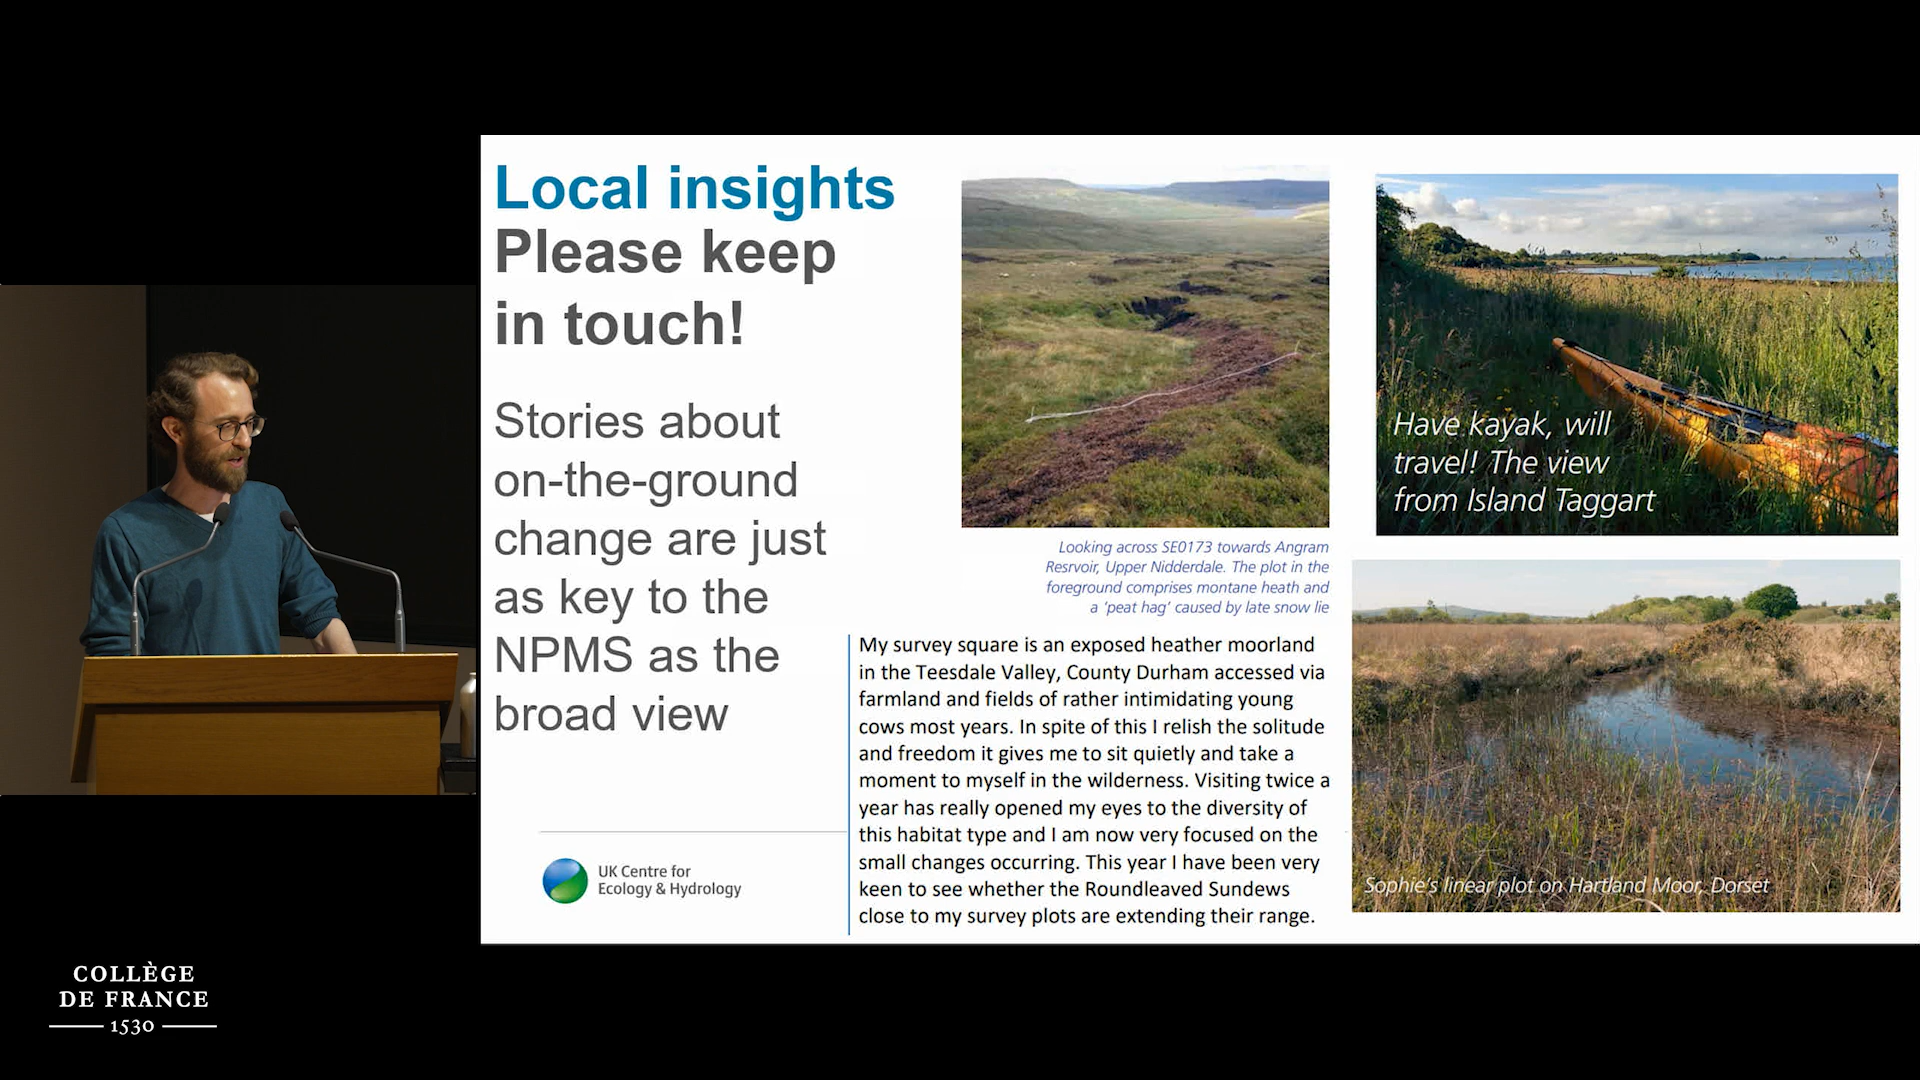 Local insights
Please keep
in touch!
Stories about
on-the-ground
change are just
as key to the
NPMS as the
broad view
UK Centre for
Ecology & Hydrology
Looking across SE0173 towards Angram
Resrvoir, Upper Nidderdale. The plot in the
foreground comprises montane heath and
a 'peat hag' caused by late snow lie
My survey square is an exposed heather moorland
in the Teesdale Valley, County Durham accessed via
farmland and fields of rather intimidating young
cows most years. In spite of this I relish the solitude
and freedom it gives me to sit quietly and take a
moment to myself in the wilderness. Visiting twice a
year has really opened my eyes to the diversity of
this habitat type and I am now very focused on the
small changes occurring. This year I have been very
keen to see whether the Roundleaved Sundews
close to my survey plots are extending their range.
Have kayak, will
travel! The view
from Island Taggart
Sophie's linear plot on Hartland Moor, Dorset
COLLÈGE
DE FRANCE
1530